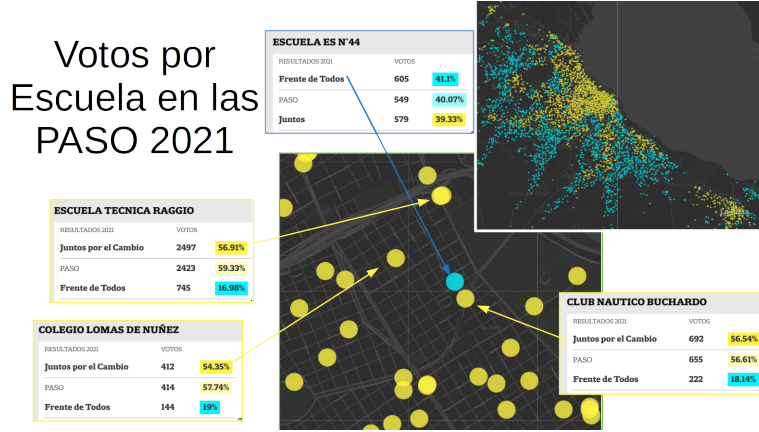 Votos por
Escuela en las
PASO 2021
ESCUELA ES N°44
RESULTADOS 2021 VOTOS
Frente de Todos 605 41.1%
PASO 549 40.07%
Juntos 579 39.33%
ESCUELA TECNICA RAGGIO
RESULTADOS 2021 VOTOS
Juntos por el Cambio 2497 56.91%
PASO 2423 59.33%
Frente de Todos 745 16.98%
COLEGIO LOMAS DE NUÑEZ
RESULTADOS 2021 VOTOS
Juntos por el Cambio 412 54.35%
PASO 414 57.74%
Frente de Todos 144 19%
CLUB NAUTICO BUCHARDO
RESULTADOS 2021 VOTOS
Juntos por el Cambio 692 56.54%
PASO 655 56.61%
Frente de Todos 222 18.14%